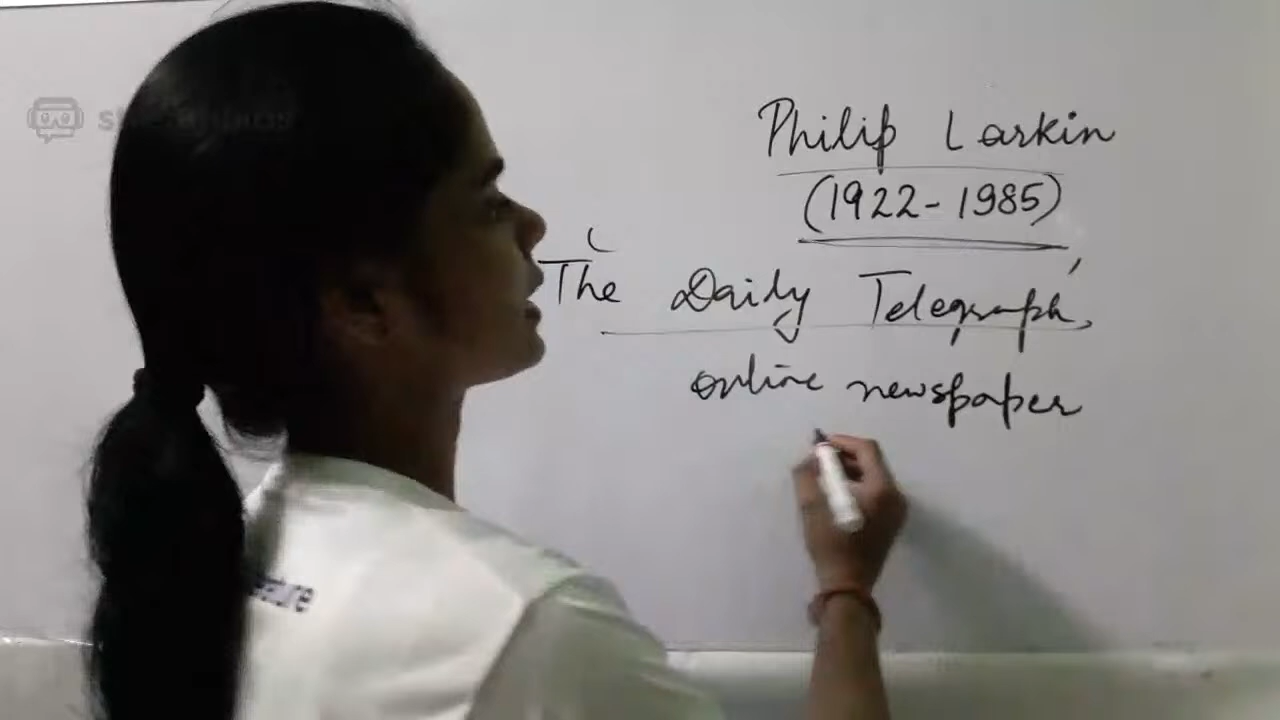 Philip Larkin
(1922-1985)
'The Daily Telegraph,'
online newspaper